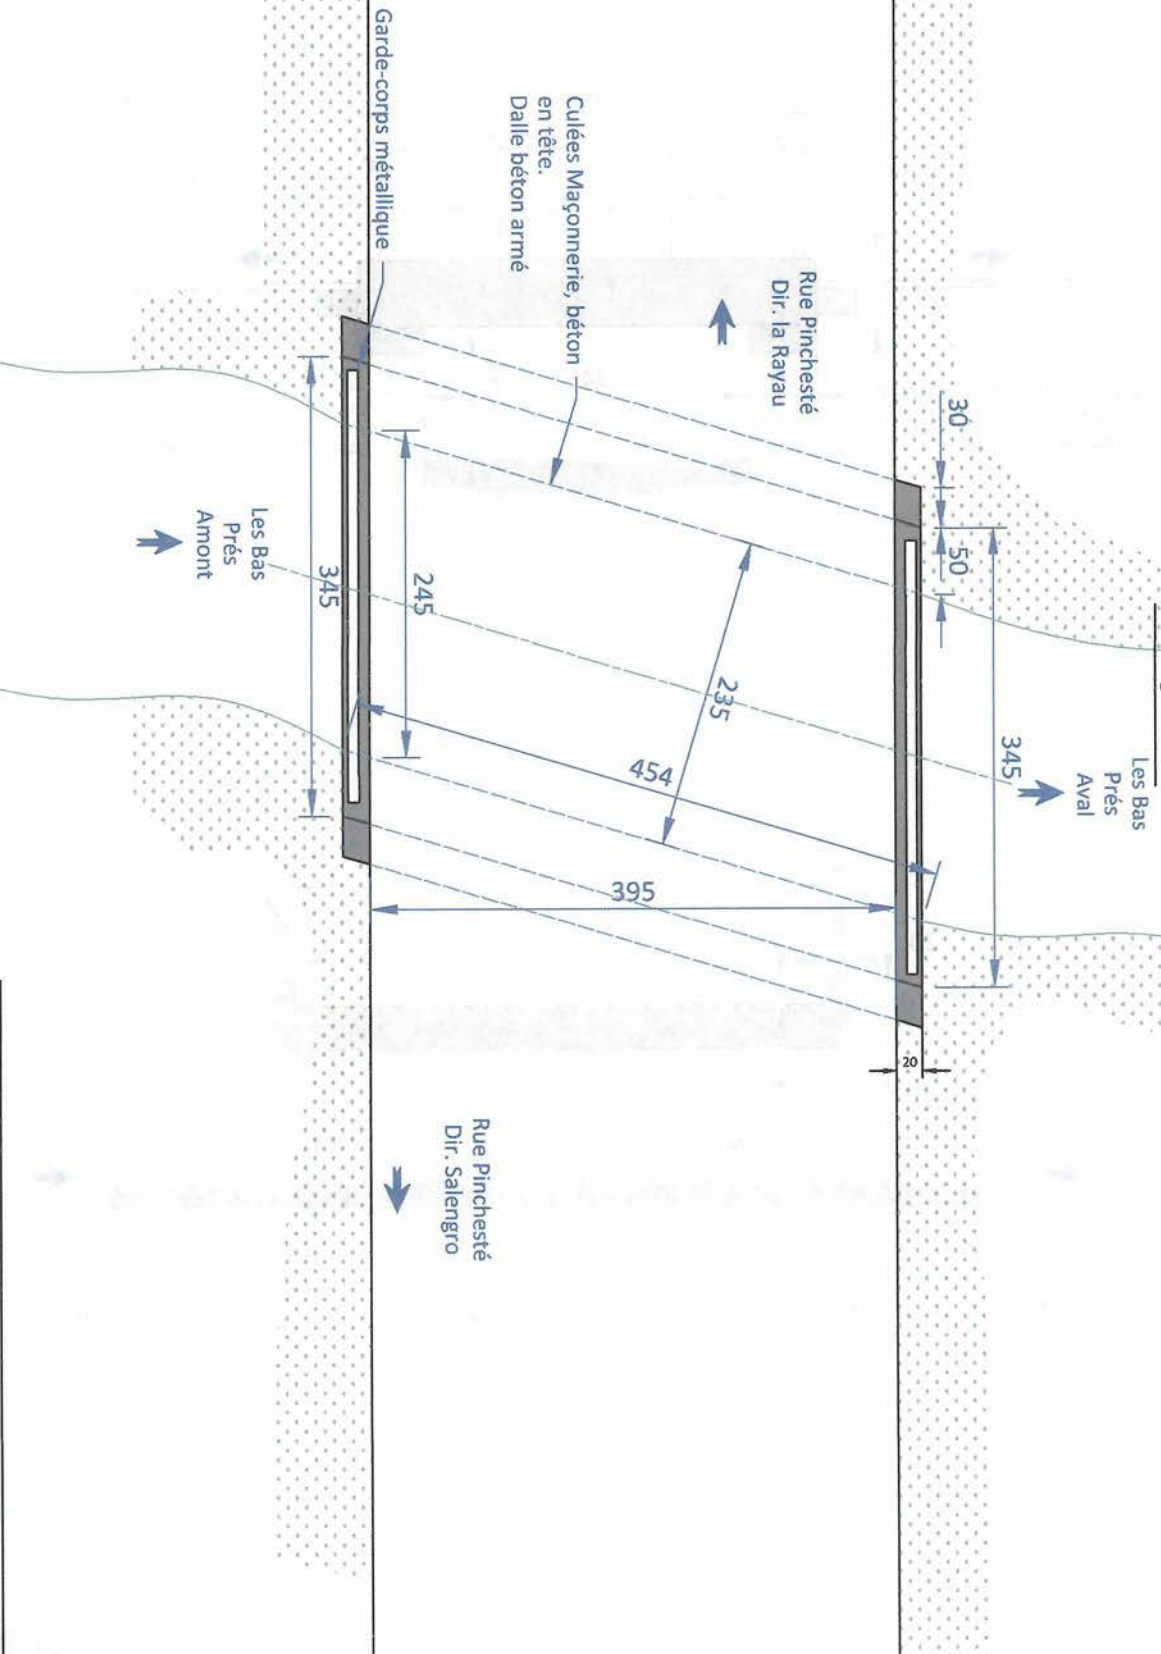 Les Bas
Prés
Aval
345
30
50
Rue Pinchesté
Dir. la Rayau
Culées Maçonnerie, béton
en tête.
Dalle béton armé
235
454
395
20
245
345
Garde-corps métallique
Les Bas
Prés
Amont
Rue Pinchesté
Dir. Salengro